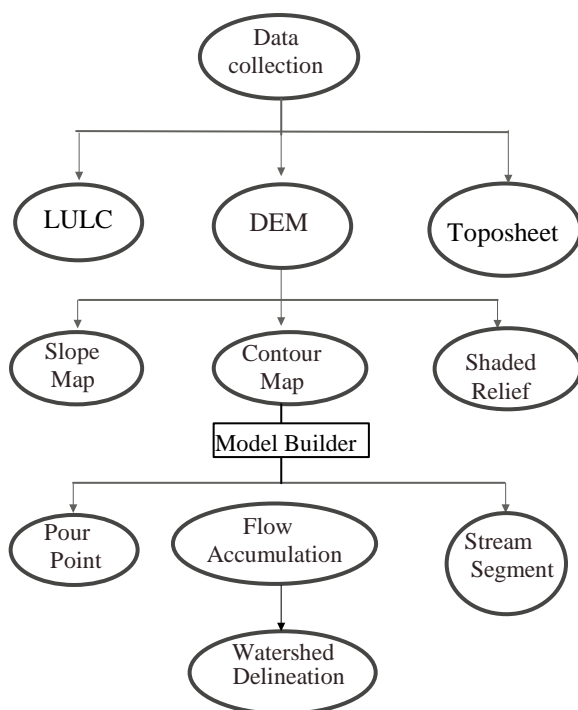 Data
collection
LULC
DEM
Toposheet
Slope
Map
Contour
Map
Shaded
Relief
Model Builder
Pour
Point
Flow
Accumulation
Stream
Segment
Watershed
Delineation